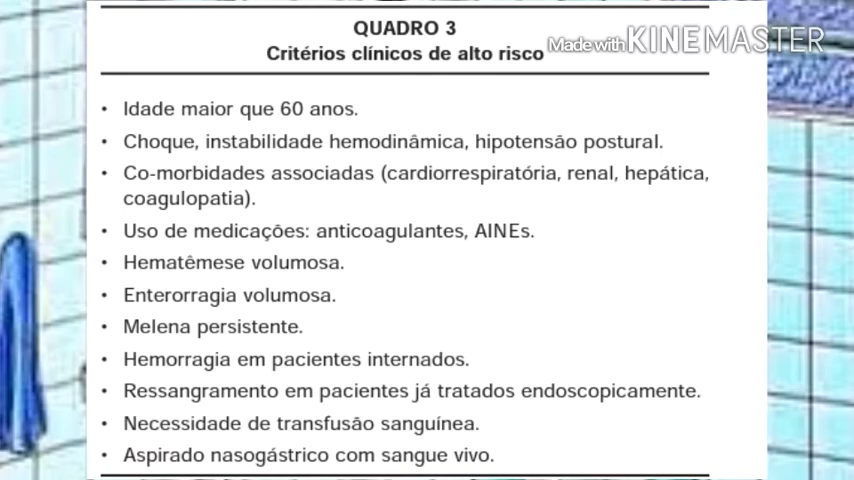 QUADRO 3
Critérios clínicos de alto risco
Made with KINEMASTER
• Idade maior que 60 anos.
• Choque, instabilidade hemodinâmica, hipotensão postural.
• Co-morbidades associadas (cardiorrespiratória, renal, hepática,
coagulopatia).
• Uso de medicações: anticoagulantes, AINEs.
• Hematêmese volumosa.
• Enterorragia volumosa.
• Melena persistente.
• Hemorragia em pacientes internados.
• Ressangramento em pacientes já tratados endoscopicamente.
• Necessidade de transfusão sanguínea.
• Aspirado nasogástrico com sangue vivo.